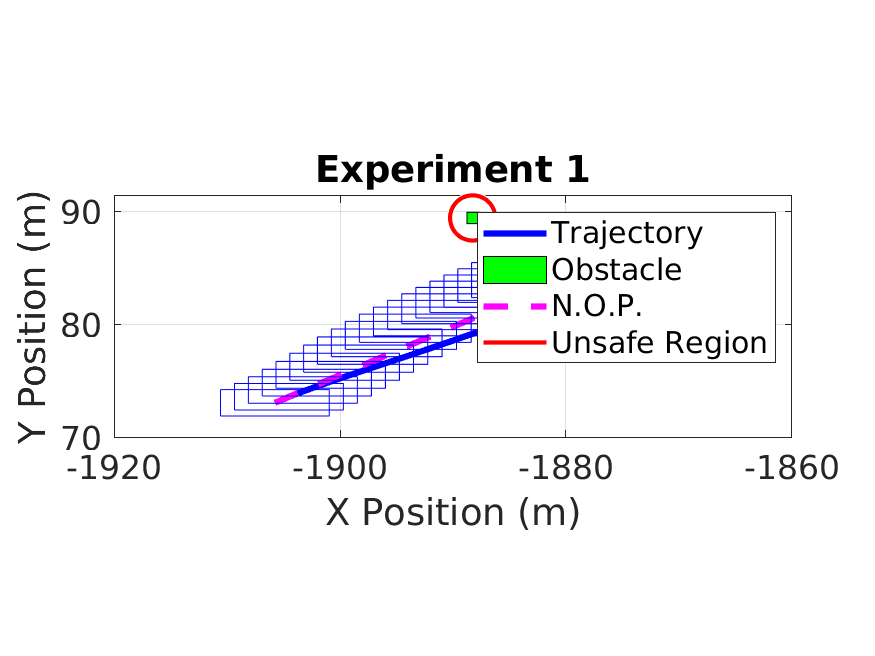 Experiment 1
Y Position (m)
90
80
70
Trajectory
Obstacle
N.O.P.
Unsafe Region
-1920
-1900
-1880
-1860
X Position (m)